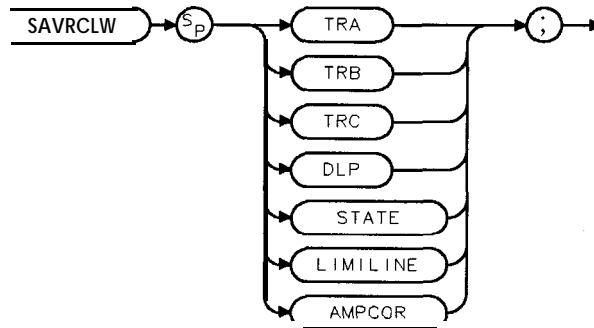 SAVRCLW SP TRA ;
TRB
TRC
DLP
STATE
LIMILINE
AMPCOR